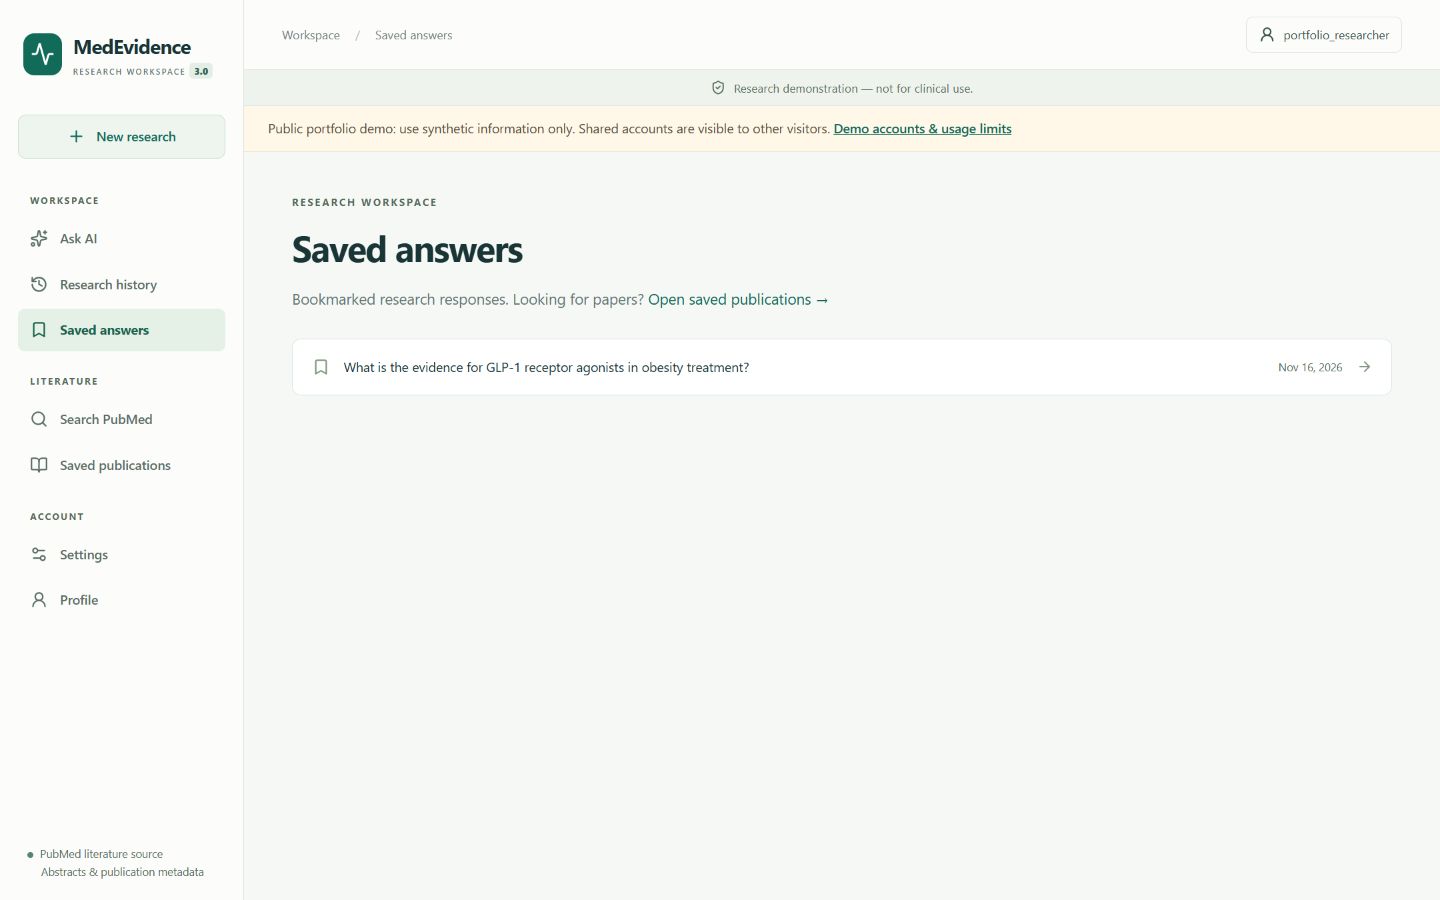 MedEvidence
RESEARCH WORKSPACE 3.0
New research
WORKSPACE
Ask AI
Research history
Saved answers
LITERATURE
Search PubMed
Saved publications
ACCOUNT
Settings
Profile
PubMed literature source
Abstracts & publication metadata
Workspace / Saved answers
portfolio_researcher
Research demonstration — not for clinical use.
Public portfolio demo: use synthetic information only. Shared accounts are visible to other visitors. Demo accounts & usage limits
RESEARCH WORKSPACE
Saved answers
Bookmarked research responses. Looking for papers? Open saved publications →
What is the evidence for GLP-1 receptor agonists in obesity treatment? Nov 16, 2026 →